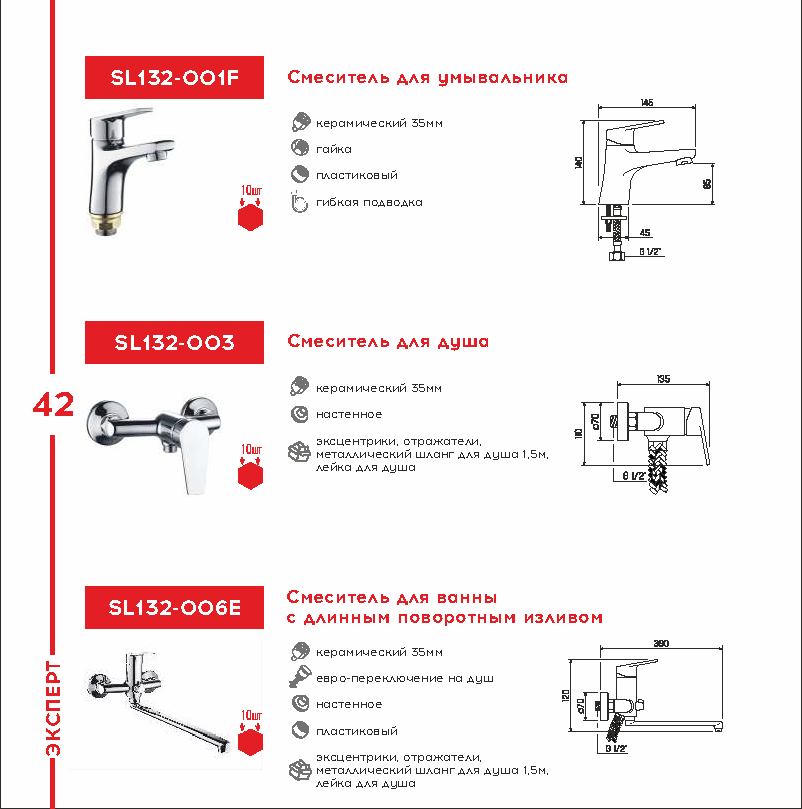 SL132-001F
Смеситель для умывальника
керамический 35мм
гайка
пластиковый
гибкая подводка
10шт
145
140
85
45
G 1/2"
SL132-003
Смеситель для душа
керамический 35мм
настенное
эксцентрики, отражатели,
металлический шланг для душа 1,5м,
лейка для душа
10шт
135
110
∅70
G 1/2"
42
SL132-006E
Смеситель для ванны
с длинным поворотным изливом
керамический 35мм
евро-переключение на душ
настенное
пластиковый
эксцентрики, отражатели,
металлический шланг для душа 1,5м,
лейка для душа
10шт
380
120
∅70
G 1/2"
ЭКСПЕРТ